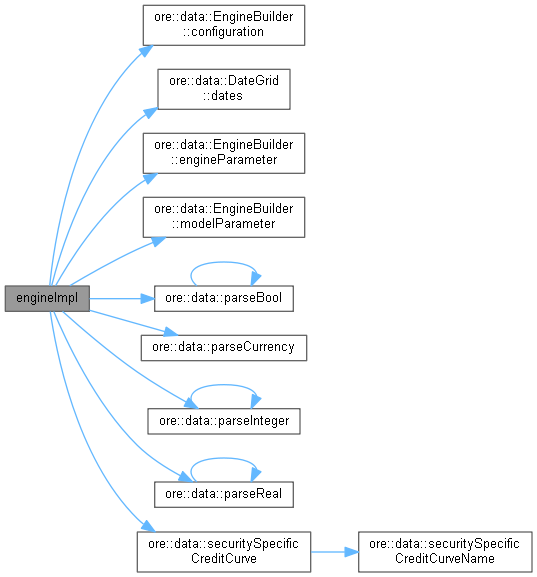 ore::data::EngineBuilder
::configuration
ore::data::DateGrid
::dates
ore::data::EngineBuilder
::engineParameter
ore::data::EngineBuilder
::modelParameter
engineImpl
ore::data::parseBool
ore::data::parseCurrency
ore::data::parseInteger
ore::data::parseReal
ore::data::securitySpecific
CreditCurve
ore::data::securitySpecific
CreditCurveName